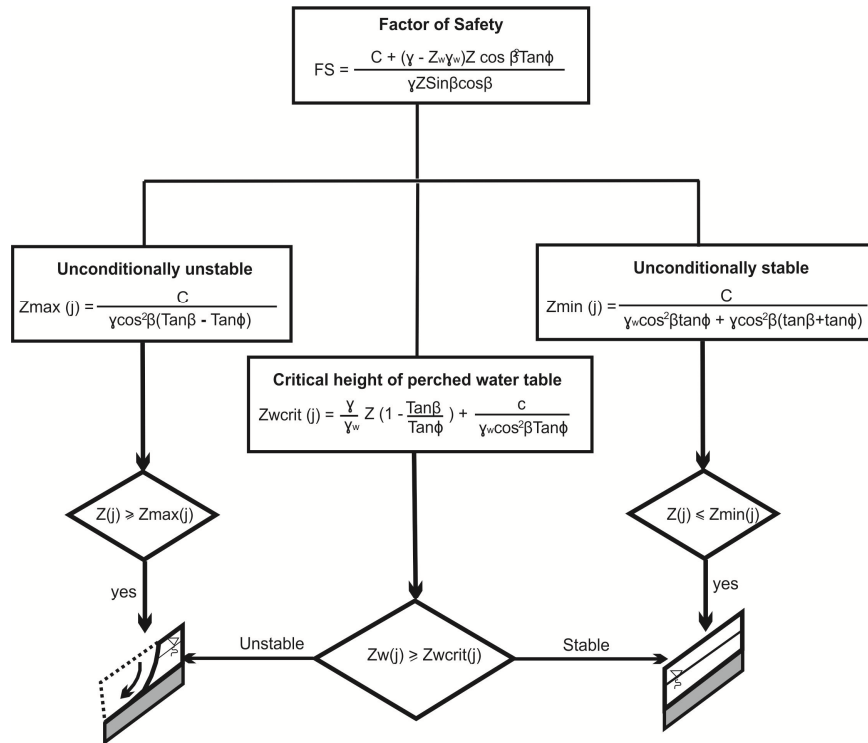 Factor of Safety
FS = C + (ɣ - Zwɣw)Z cos β²Tanϕ / ɣZSinβcosβ
Unconditionally unstable
Zmax (j) = C / ɣcos²β(Tanβ - Tanϕ)
Unconditionally stable
Zmin (j) = C / ɣwcos²βtanϕ + ɣcos²β(tanβ+tanϕ)
Critical height of perched water table
Zwcrit (j) = ɣ/ɣw Z (1 - Tanβ/Tanϕ) + c / ɣwcos²βTanϕ
Z(j) ⩾ Zmax(j)
Z(j) ⩽ Zmin(j)
yes
yes
Unstable
Zw(j) ⩾ Zwcrit(j)
Stable